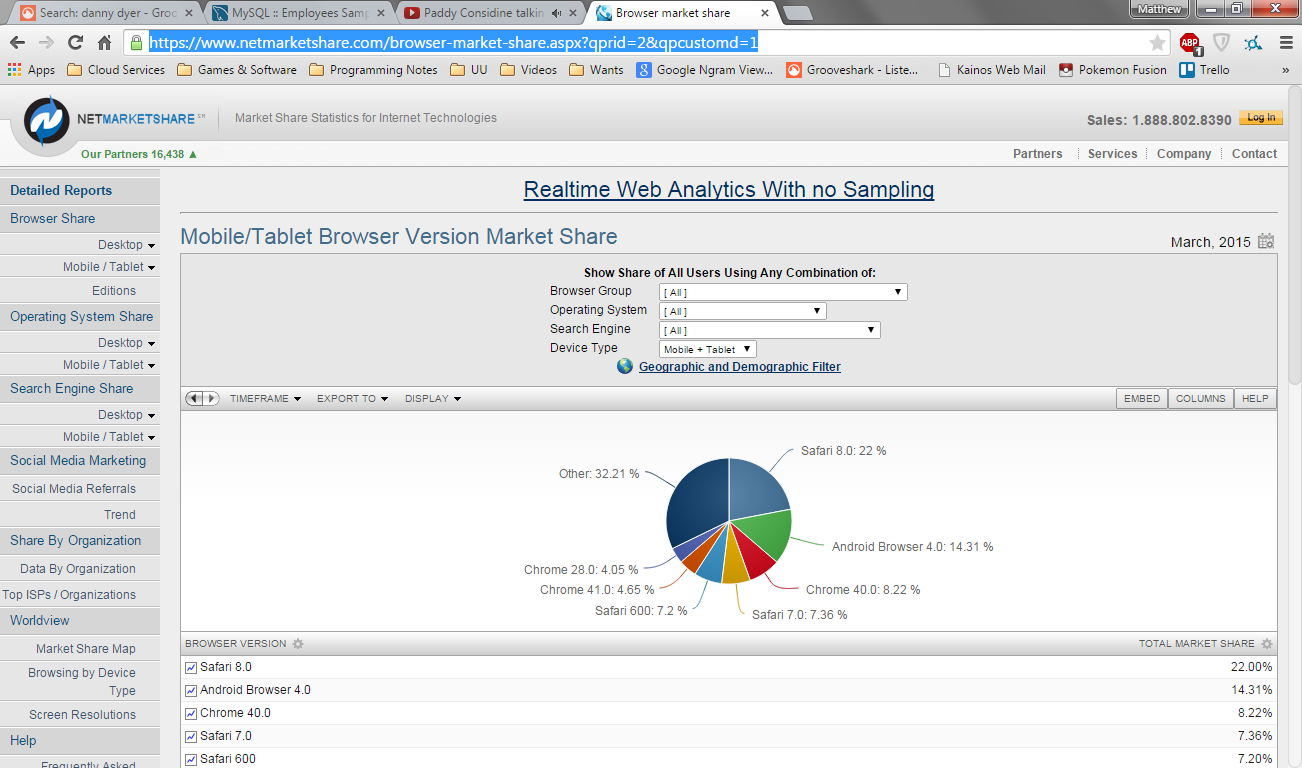 Search: danny dyer - Groo
MySQL :: Employees Samp
Paddy Considine talkin
Browser market share
Matthew
https://www.netmarketshare.com/browser-market-share.aspx?qprid=2&qpcustomd=1
ABP
1
Apps
Cloud Services
Games & Software
Programming Notes
UU
Videos
Wants
Google Ngram View...
Grooveshark - Liste...
Kainos Web Mail
Pokemon Fusion
Trello
»
NETMARKETSHARE SM
Market Share Statistics for Internet Technologies
Sales: 1.888.802.8390
Log In
Our Partners 16,438 ▲
Partners
Services
Company
Contact
Detailed Reports
Browser Share
Desktop
Mobile / Tablet
Editions
Operating System Share
Desktop
Mobile / Tablet
Search Engine Share
Desktop
Mobile / Tablet
Social Media Marketing
Social Media Referrals
Trend
Share By Organization
Data By Organization
Top ISPs / Organizations
Worldview
Market Share Map
Browsing by Device
Type
Screen Resolutions
Help
Frequently Asked
Realtime Web Analytics With no Sampling
Mobile/Tablet Browser Version Market Share
March, 2015
Show Share of All Users Using Any Combination of:
Browser Group [ All ]
Operating System [ All ]
Search Engine [ All ]
Device Type Mobile + Tablet
Geographic and Demographic Filter
TIMEFRAME
EXPORT TO
DISPLAY
EMBED
COLUMNS
HELP
Safari 8.0: 22 %
Other: 32.21 %
Android Browser 4.0: 14.31 %
Chrome 28.0: 4.05 %
Chrome 41.0: 4.65 %
Chrome 40.0: 8.22 %
Safari 600: 7.2 %
Safari 7.0: 7.36 %
BROWSER VERSION TOTAL MARKET SHARE
Safari 8.0 22.00%
Android Browser 4.0 14.31%
Chrome 40.0 8.22%
Safari 7.0 7.36%
Safari 600 7.20%